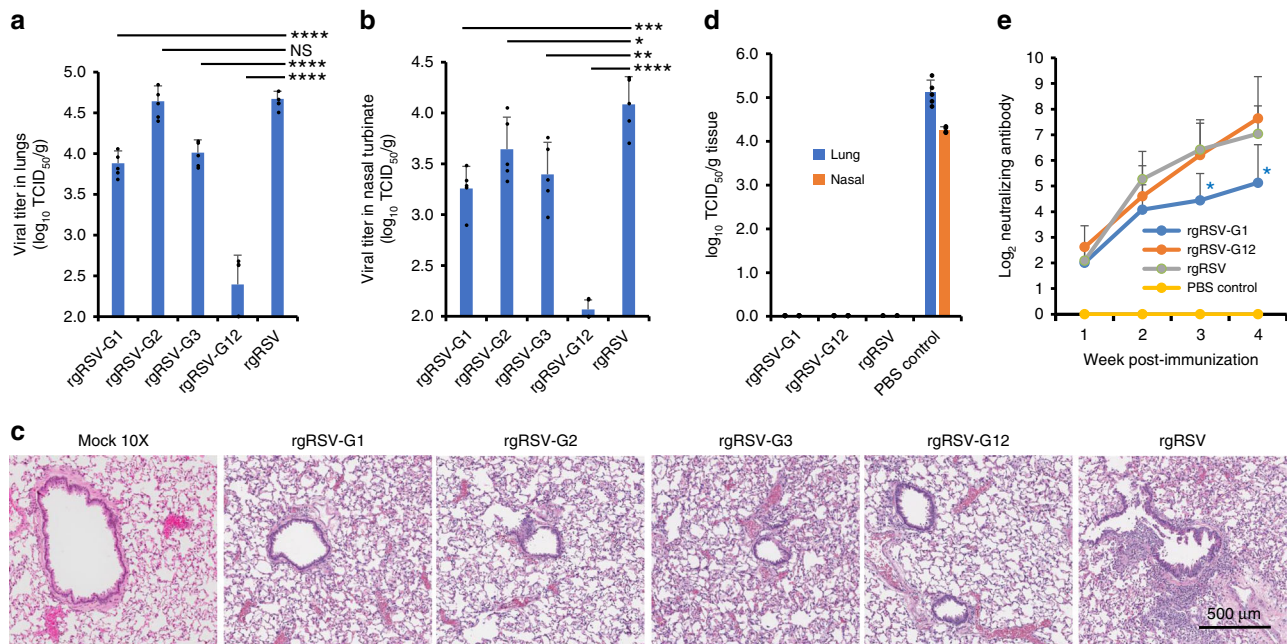 a
****
NS
****
****
Viral titer in lungs
(log10 TCID50/g)
5.0
4.5
4.0
3.5
3.0
2.5
2.0
rgRSV-G1
rgRSV-G2
rgRSV-G3
rgRSV-G12
rgRSV
b
***
*
**
****
Viral titer in nasal turbinate
(log10 TCID50/g)
4.5
4.0
3.5
3.0
2.5
2.0
rgRSV-G1
rgRSV-G2
rgRSV-G3
rgRSV-G12
rgRSV
d
log10 TCID50/g tissue
6.0
5.0
4.0
3.0
2.0
1.0
0.0
Lung
Nasal
rgRSV-G1
rgRSV-G12
rgRSV
PBS control
e
Log2 neutralizing antibody
10
9
8
7
6
5
4
3
2
1
0
*
*
rgRSV-G1
rgRSV-G12
rgRSV
PBS control
1 2 3 4
Week post-immunization
c
Mock 10X rgRSV-G1 rgRSV-G2 rgRSV-G3 rgRSV-G12 rgRSV
500 μm